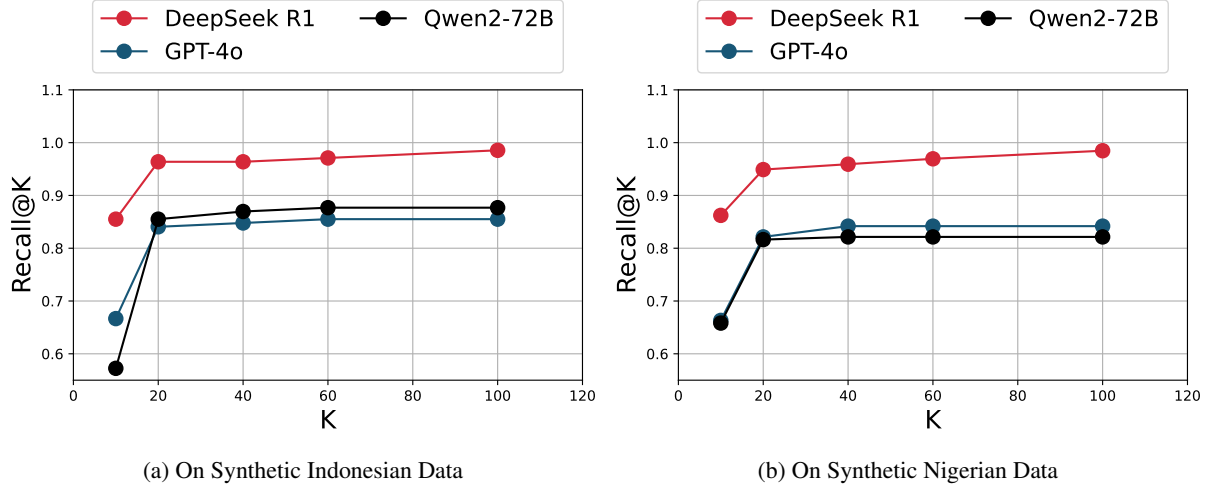 DeepSeek R1
GPT-4o
Qwen2-72B
1.1
1.0
0.9
0.8
0.7
0.6
Recall@K
0
20
40
60
80
100
120
K
(a) On Synthetic Indonesian Data
DeepSeek R1
GPT-4o
Qwen2-72B
1.1
1.0
0.9
0.8
0.7
0.6
Recall@K
0
20
40
60
80
100
120
K
(b) On Synthetic Nigerian Data